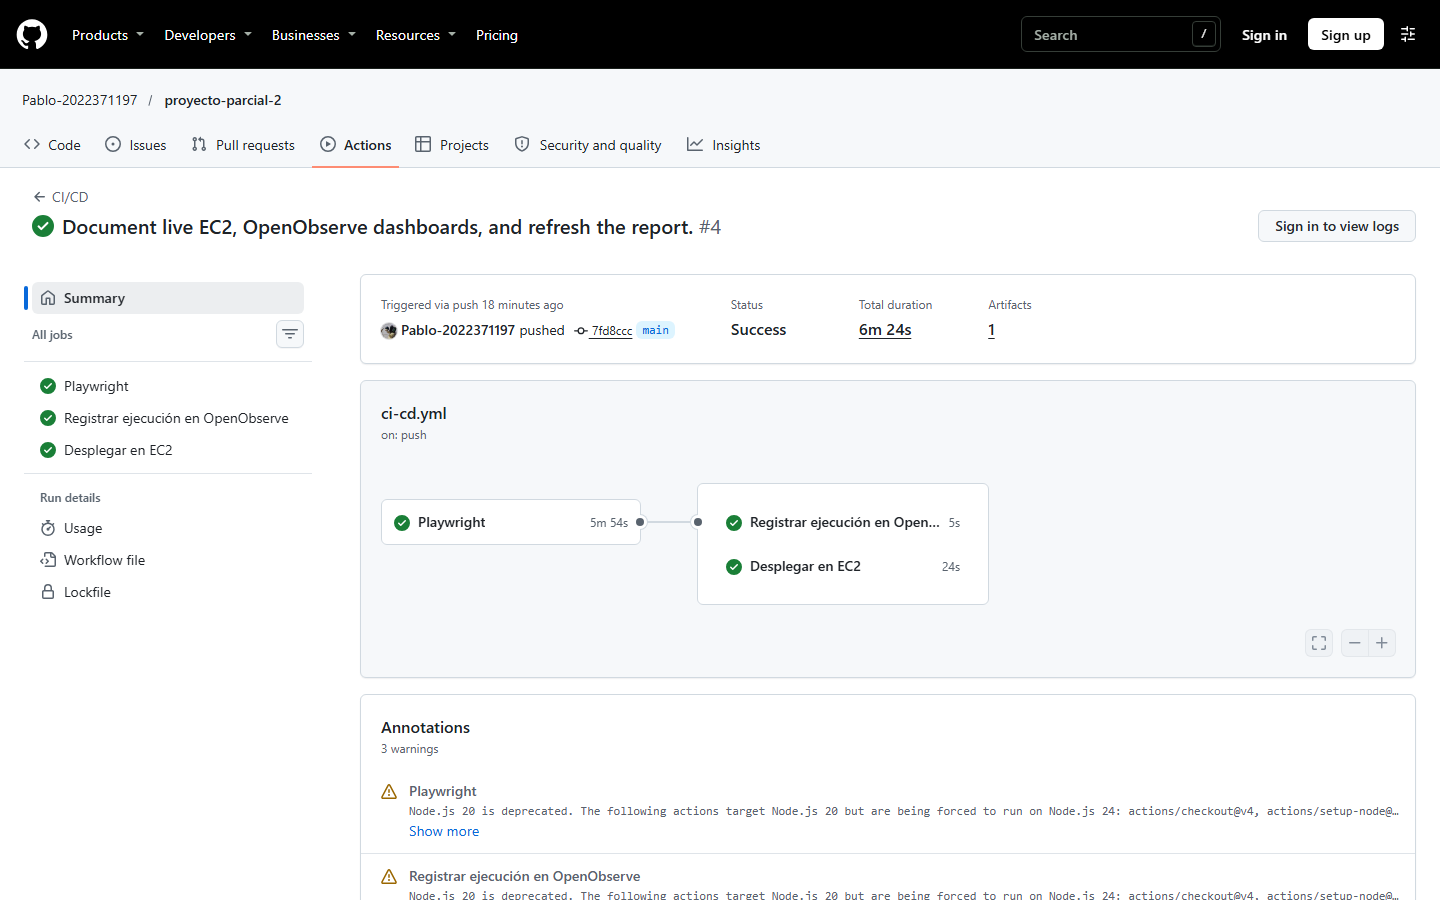 Products
Developers
Businesses
Resources
Pricing
Search
/
Sign in
Sign up
Pablo-2022371197 / proyecto-parcial-2
Code
Issues
Pull requests
Actions
Projects
Security and quality
Insights
CI/CD
Document live EC2, OpenObserve dashboards, and refresh the report. #4
Sign in to view logs
Summary
All jobs
Playwright
Registrar ejecución en OpenObserve
Desplegar en EC2
Run details
Usage
Workflow file
Lockfile
Triggered via push 18 minutes ago
Pablo-2022371197 pushed 7fd8ccc main
Status
Success
Total duration
6m 24s
Artifacts
1
ci-cd.yml
on: push
Playwright 5m 54s
Registrar ejecución en Open... 5s
Desplegar en EC2 24s
Annotations
3 warnings
Playwright
Node.js 20 is deprecated. The following actions target Node.js 20 but are being forced to run on Node.js 24: actions/checkout@v4, actions/setup-node@…
Show more
Registrar ejecución en OpenObserve
Node.js 20 is deprecated. The following actions target Node.js 20 but are being forced to run on Node.js 24: actions/checkout@v4, actions/setup-node@…